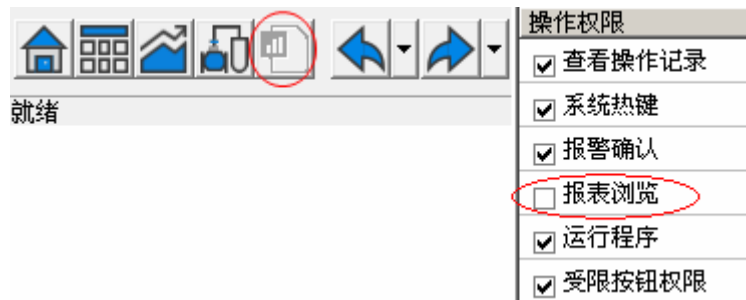 就绪
操作权限
查看操作记录
系统热键
报警确认
报表浏览
运行程序
受限按钮权限